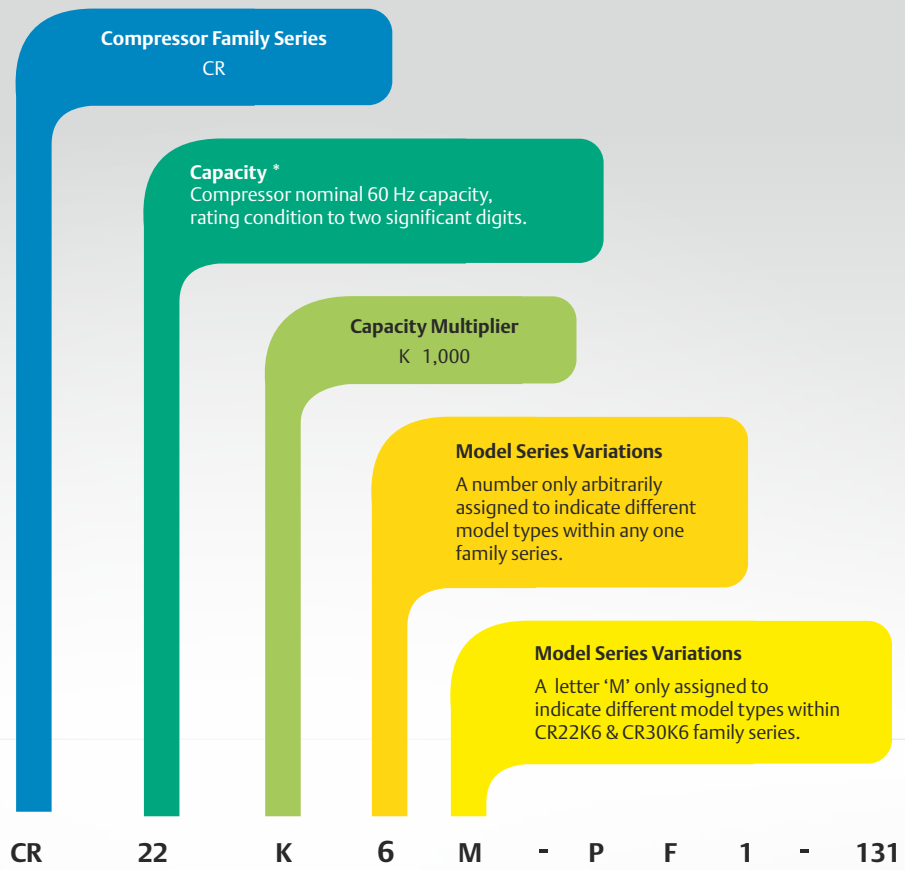 Compressor Family Series
CR
Capacity *
Compressor nominal 60 Hz capacity,
rating condition to two significant digits.
Capacity Multiplier
K 1,000
Model Series Variations
A number only arbitrarily
assigned to indicate different
model types within any one
family series.
Model Series Variations
A letter ‘M’ only assigned to
indicate different model types within
CR22K6 & CR30K6 family series.
CR 22 K 6 M - P F 1 - 131